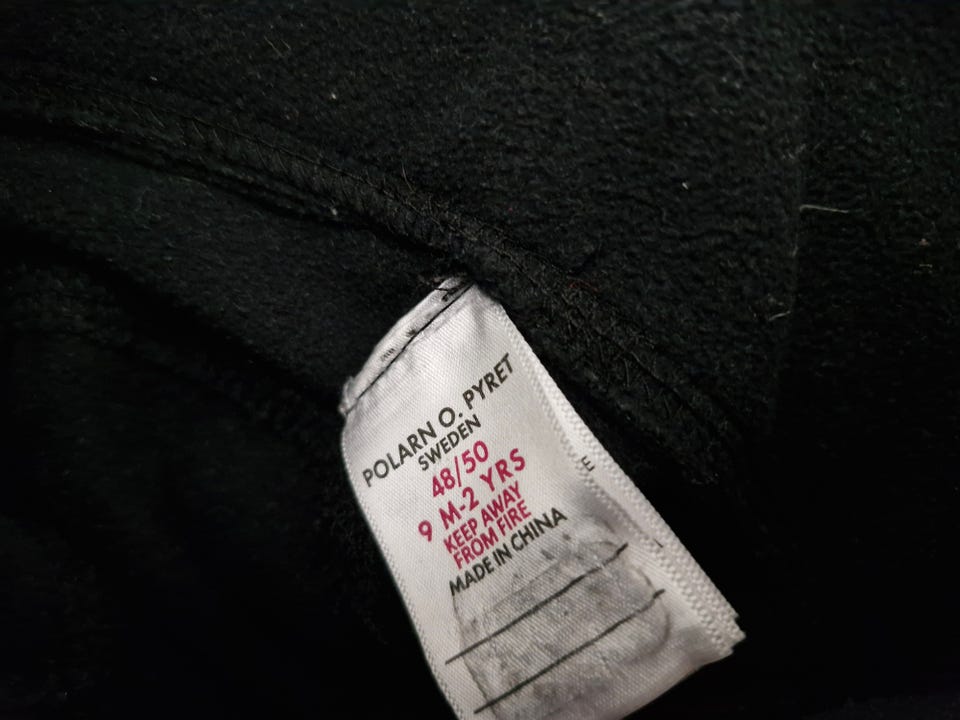 POLARN O. PYRET
SWEDEN
48/50
9 M-2 YRS
KEEP AWAY
FROM FIRE
MADE IN CHINA
E